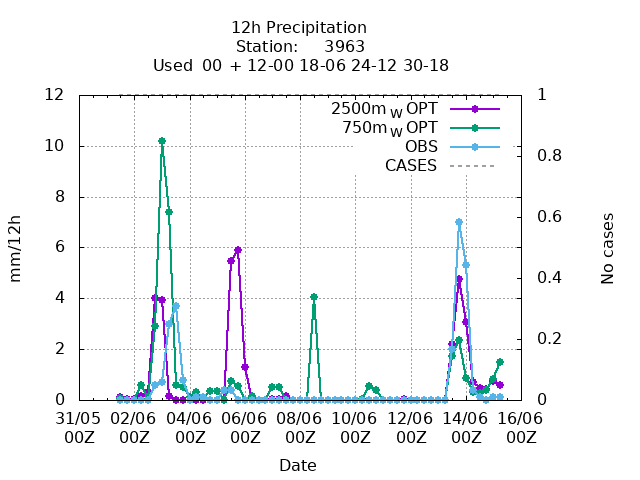 12h Precipitation
Station: 3963
Used 00 + 12-00 18-06 24-12 30-18
2500m W OPT
750m W OPT
OBS
CASES
mm/12h
12
10
8
6
4
2
0
No cases
1
0.8
0.6
0.4
0.2
0
31/05 02/06 04/06 06/06 08/06 10/06 12/06 14/06 16/06
00Z 00Z 00Z 00Z 00Z 00Z 00Z 00Z 00Z
Date